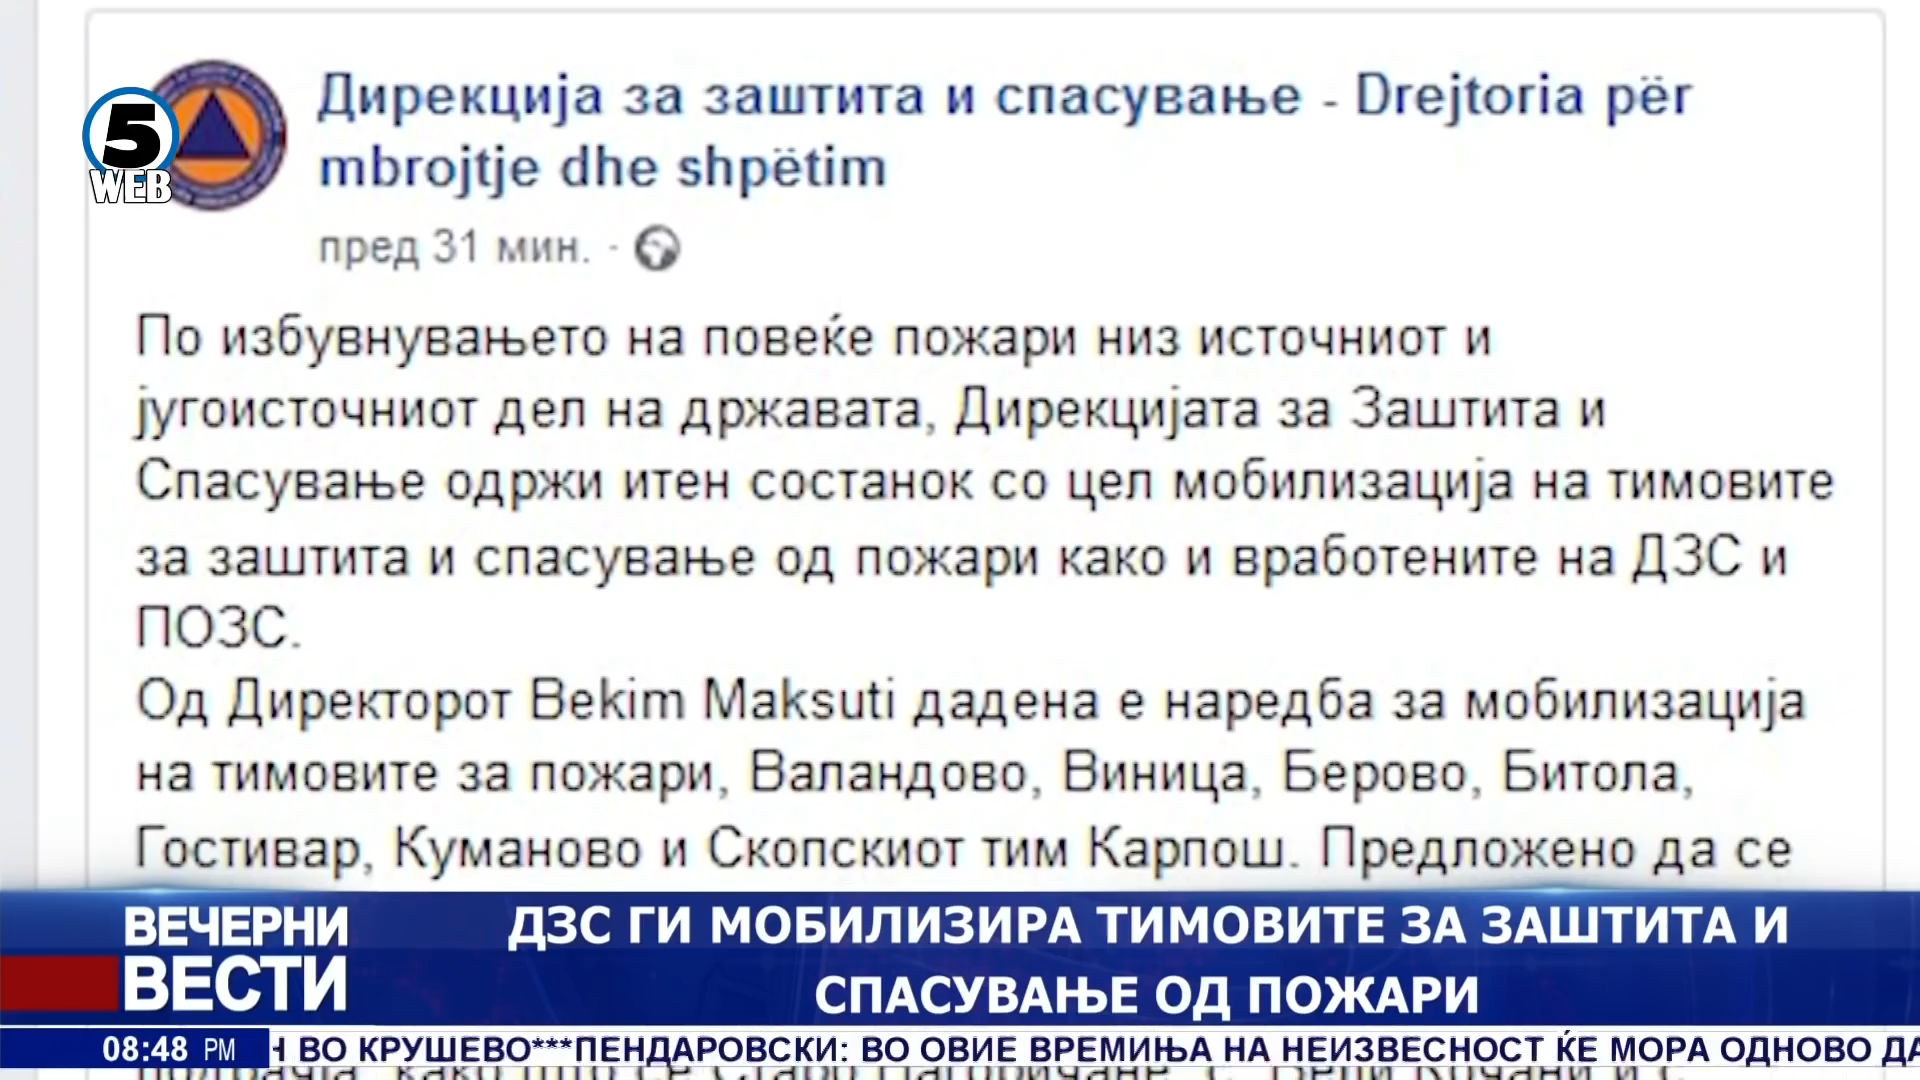 Дирекција за заштита и спасување - Drejtoria për
mbrojtje dhe shpëtim
5
WEB
пред 31 мин. ·
По избувнувањето на повеќе пожари низ источниот и
југоисточниот дел на државата, Дирекцијата за Заштита и
Спасување одржи итен состанок со цел мобилизација на тимовите
за заштита и спасување од пожари како и вработените на ДЗС и
ПОЗС.
Од Директорот Bekim Maksuti дадена е наредба за мобилизација
на тимовите за пожари, Валандово, Виница, Берово, Битола,
Гостивар, Куманово и Скопскиот тим Карпош. Предложено да се
ВЕЧЕРНИ
ВЕСТИ
ДЗС ГИ МОБИЛИЗИРА ТИМОВИТЕ ЗА ЗАШТИТА И
СПАСУВАЊЕ ОД ПОЖАРИ
08:48 PM
ВО КРУШЕВО***ПЕНДАРОВСКИ: ВО ОВИЕ ВРЕМИЊА НА НЕИЗВЕСНОСТ ЌЕ МОРА ОДНОВО ДА